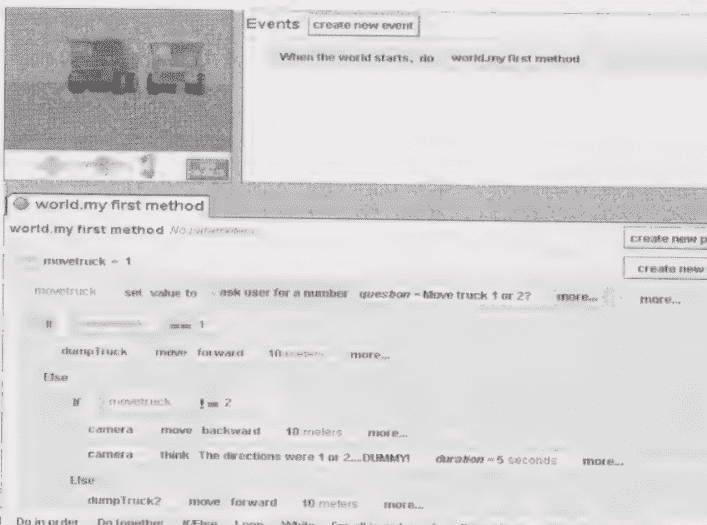 Events create new event
When the world starts, do world.my first method
world.my first method
world.my first method No parameters create new p
movetruck = 1 create new
movetruck set value to ask user for a number question = Move truck 1 or 2? more... more...
If == 1
dumpTruck move forward 10 meters more...
Else
If movetruck != 2
camera move backward 10 meters more...
camera think The directions were 1 or 2....DUMMY! duration = 5 seconds more...
Else
dumpTruck2 move forward 10 meters more...
Do in order Do together If/Else Loop While